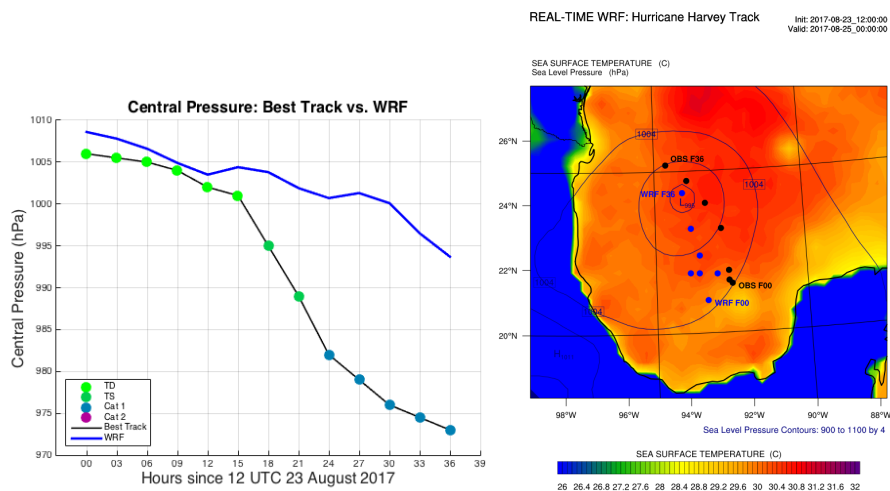 REAL-TIME WRF: Hurricane Harvey Track
Init: 2017-08-23_12:00:00
Valid: 2017-08-25_00:00:00
SEA SURFACE TEMPERATURE (C)
Sea Level Pressure (hPa)
Central Pressure: Best Track vs. WRF
Central Pressure (hPa)
1010
1005
1000
995
990
985
980
975
970
TD
TS
Cat 1
Cat 2
Best Track
WRF
00 03 06 09 12 15 18 21 24 27 30 33 36 39
Hours since 12 UTC 23 August 2017
26°N
24°N
22°N
20°N
1004
OBS F36
1004
WRF F36
L
OBS F00
WRF F00
98°W 96°W 94°W 92°W 90°W 88°W
Sea Level Pressure Contours: 900 to 1100 by 4
SEA SURFACE TEMPERATURE (C)
26 26.4 26.8 27.2 27.6 28 28.4 28.8 29.2 29.6 30 30.4 30.8 31.2 31.6 32